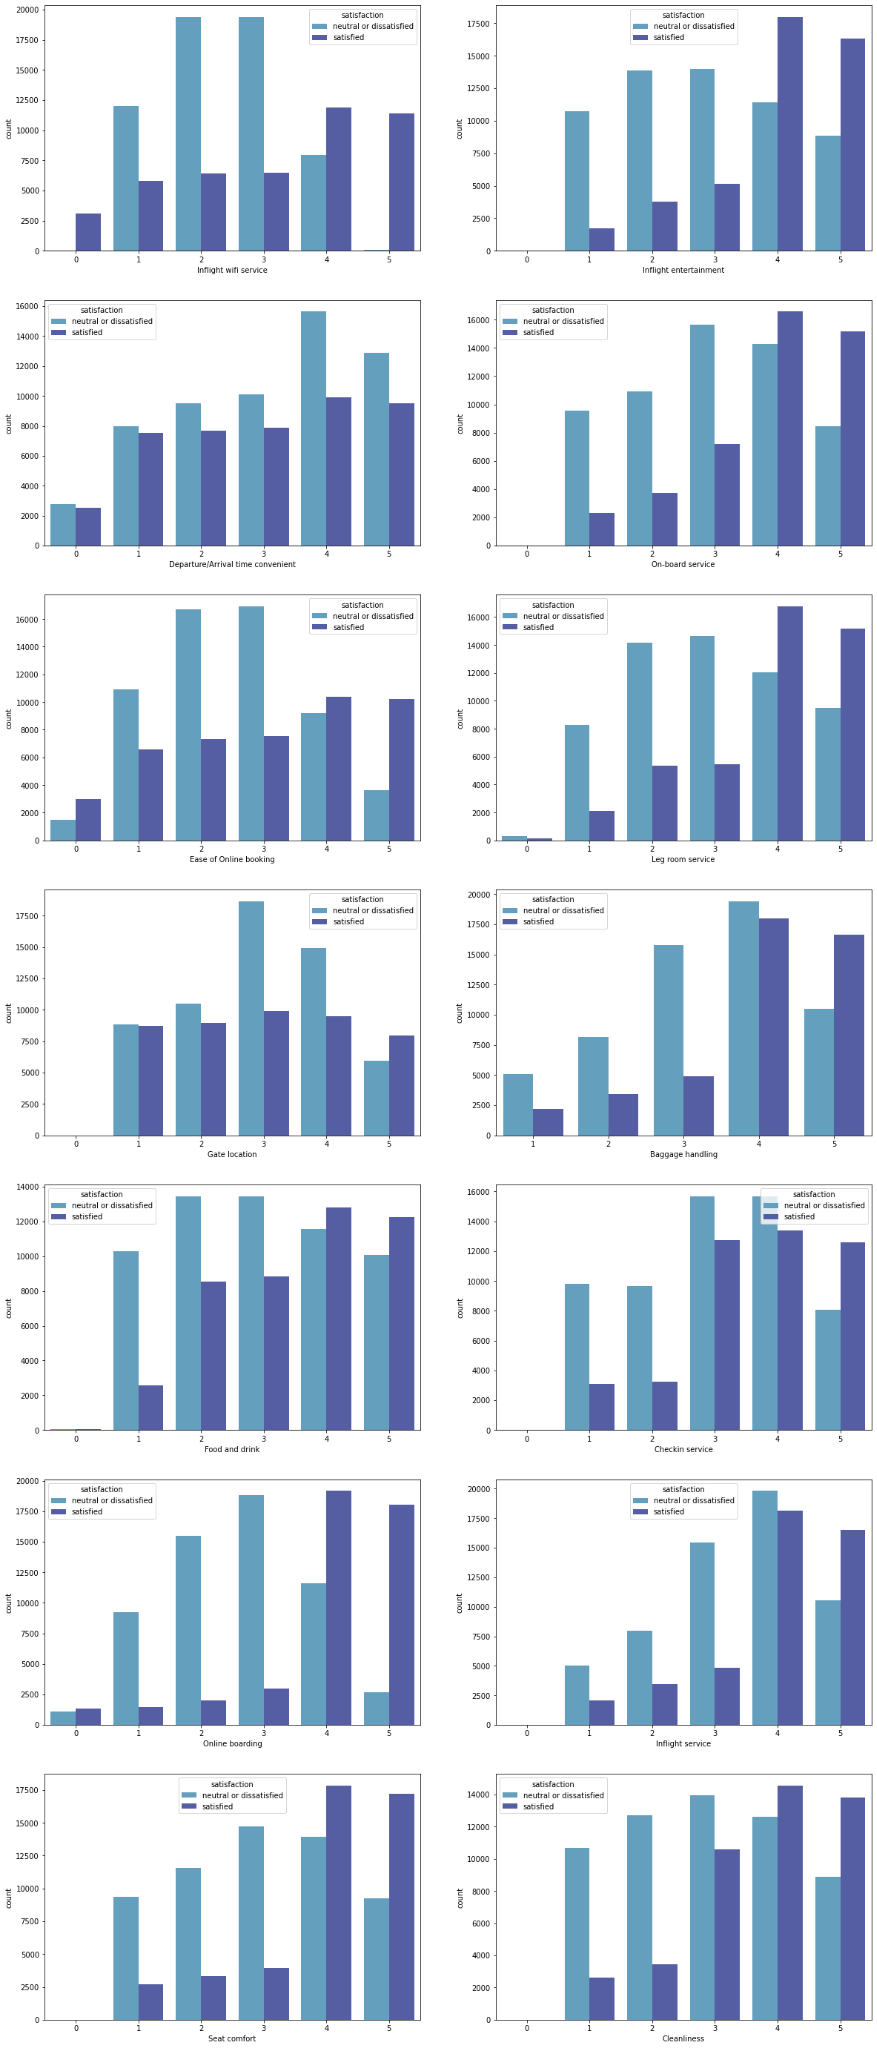 satisfaction
neutral or dissatisfied
satisfied
20000
17500
15000
12500
10000
7500
5000
2500
0
count
0 1 2 3 4 5
Inflight wifi service
satisfaction
neutral or dissatisfied
satisfied
17500
15000
12500
10000
7500
5000
2500
0
count
0 1 2 3 4 5
Inflight entertainment
satisfaction
neutral or dissatisfied
satisfied
16000
14000
12000
10000
8000
6000
4000
2000
0
count
0 1 2 3 4 5
Departure/Arrival time convenient
satisfaction
neutral or dissatisfied
satisfied
16000
14000
12000
10000
8000
6000
4000
2000
0
count
0 1 2 3 4 5
On-board service
satisfaction
neutral or dissatisfied
satisfied
16000
14000
12000
10000
8000
6000
4000
2000
0
count
0 1 2 3 4 5
Ease of Online booking
satisfaction
neutral or dissatisfied
satisfied
16000
14000
12000
10000
8000
6000
4000
2000
0
count
0 1 2 3 4 5
Leg room service
satisfaction
neutral or dissatisfied
satisfied
17500
15000
12500
10000
7500
5000
2500
0
count
0 1 2 3 4 5
Gate location
satisfaction
neutral or dissatisfied
satisfied
20000
17500
15000
12500
10000
7500
5000
2500
0
count
1 2 3 4 5
Baggage handling
satisfaction
neutral or dissatisfied
satisfied
14000
12000
10000
8000
6000
4000
2000
0
count
0 1 2 3 4 5
Food and drink
satisfaction
neutral or dissatisfied
satisfied
16000
14000
12000
10000
8000
6000
4000
2000
0
count
0 1 2 3 4 5
Checkin service
satisfaction
neutral or dissatisfied
satisfied
20000
17500
15000
12500
10000
7500
5000
2500
0
count
0 1 2 3 4 5
Online boarding
satisfaction
neutral or dissatisfied
satisfied
20000
17500
15000
12500
10000
7500
5000
2500
0
count
0 1 2 3 4 5
Inflight service
satisfaction
neutral or dissatisfied
satisfied
17500
15000
12500
10000
7500
5000
2500
0
count
0 1 2 3 4 5
Seat comfort
satisfaction
neutral or dissatisfied
satisfied
14000
12000
10000
8000
6000
4000
2000
0
count
0 1 2 3 4 5
Cleanliness